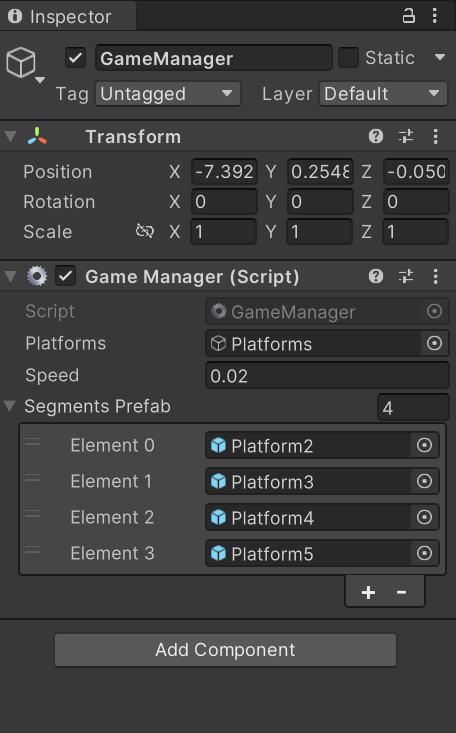 Inspector
GameManager Static
Tag Untagged Layer Default
Transform
Position X -7.392 Y 0.2548 Z -0.050
Rotation X 0 Y 0 Z 0
Scale X 1 Y 1 Z 1
Game Manager (Script)
Script GameManager
Platforms Platforms
Speed 0.02
Segments Prefab 4
Element 0 Platform2
Element 1 Platform3
Element 2 Platform4
Element 3 Platform5
+ -
Add Component